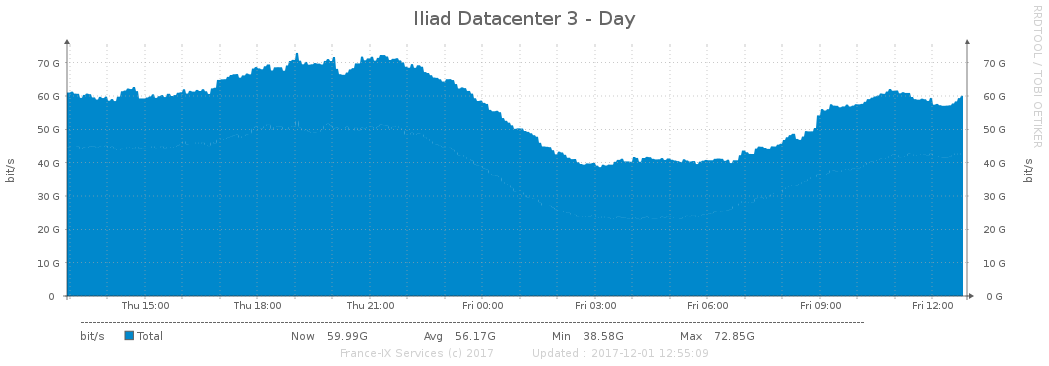 Iliad Datacenter 3 - Day
RRDTOOL / TOBI OETIKER
bit/s
70 G
60 G
50 G
40 G
30 G
20 G
10 G
0
70 G
60 G
50 G
40 G
30 G
20 G
10 G
0 G
bit/s
Thu 15:00 Thu 18:00 Thu 21:00 Fri 00:00 Fri 03:00 Fri 06:00 Fri 09:00 Fri 12:00
bit/s Total Now 59.99G Avg 56.17G Min 38.58G Max 72.85G
France-IX Services (c) 2017 Updated : 2017-12-01 12:55:09